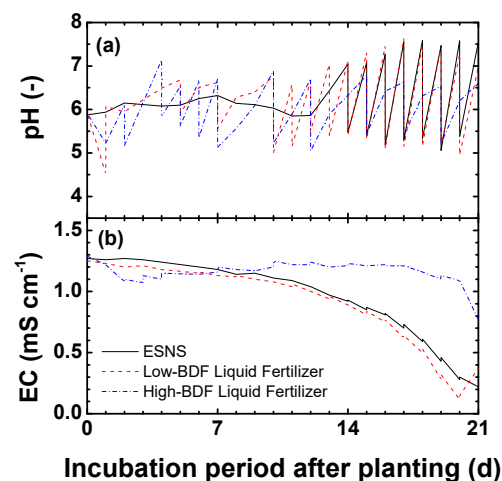 (a)
pH (-)
8
7
6
5
4
(b)
EC (mS cm⁻¹)
1.5
1.0
0.5
0.0
ESNS
Low-BDF Liquid Fertilizer
High-BDF Liquid Fertilizer
0 7 14 21
Incubation period after planting (d)